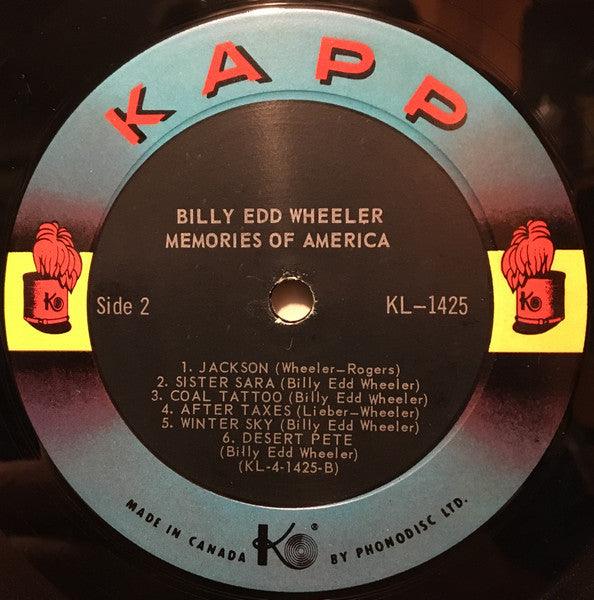 KAPP
BILLY EDD WHEELER
MEMORIES OF AMERICA
Side 2
KL-1425
1. JACKSON (Wheeler-Rogers)
2. SISTER SARA (Billy Edd Wheeler)
3. COAL TATTOO (Billy Edd Wheeler)
4. AFTER TAXES (Lieber-Wheeler)
5. WINTER SKY (Billy Edd Wheeler)
6. DESERT PETE
(Billy Edd Wheeler)
(KL-4-1425-B)
K
K
MADE IN CANADA K® BY PHONODISC LTD.